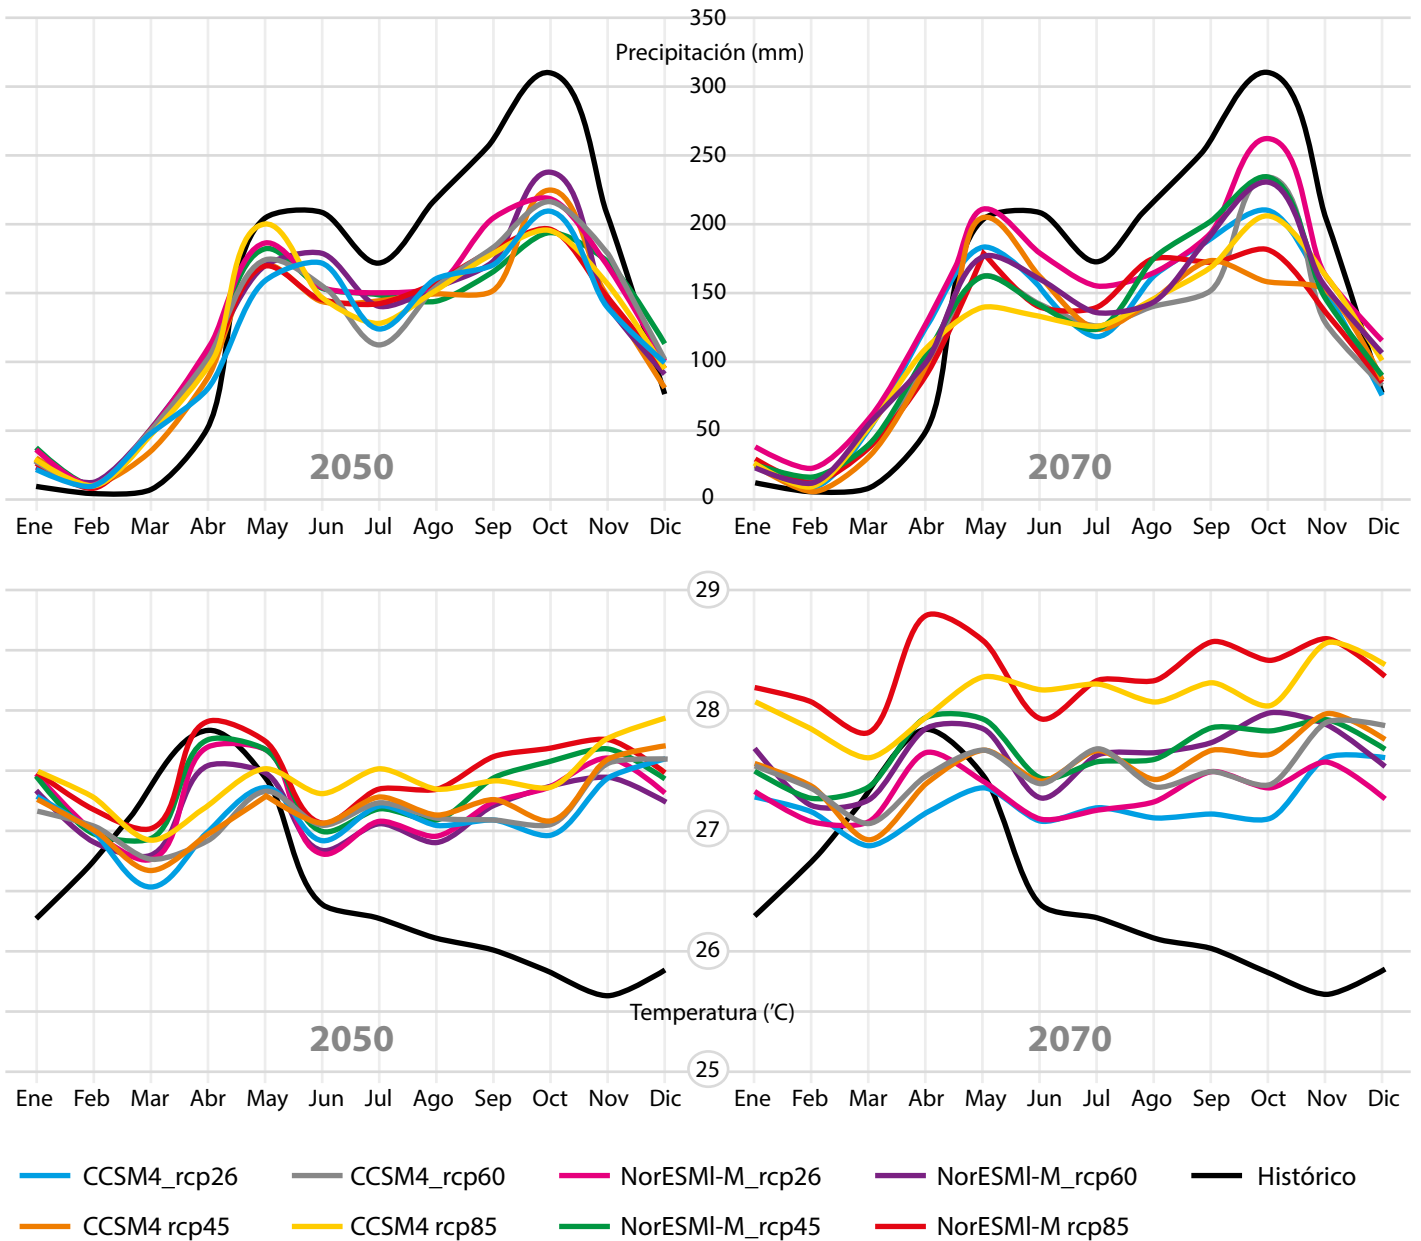 350
Precipitación (mm)
300
250
200
150
100
50
0
2050
2070
Ene Feb Mar Abr May Jun Jul Ago Sep Oct Nov Dic
Ene Feb Mar Abr May Jun Jul Ago Sep Oct Nov Dic
29
28
27
26
Temperatura (’C)
2050
2070
25
Ene Feb Mar Abr May Jun Jul Ago Sep Oct Nov Dic
Ene Feb Mar Abr May Jun Jul Ago Sep Oct Nov Dic
CCSM4_rcp26
CCSM4_rcp60
NorESMl-M_rcp26
NorESMl-M_rcp60
Histórico
CCSM4 rcp45
CCSM4 rcp85
NorESMl-M_rcp45
NorESMl-M rcp85